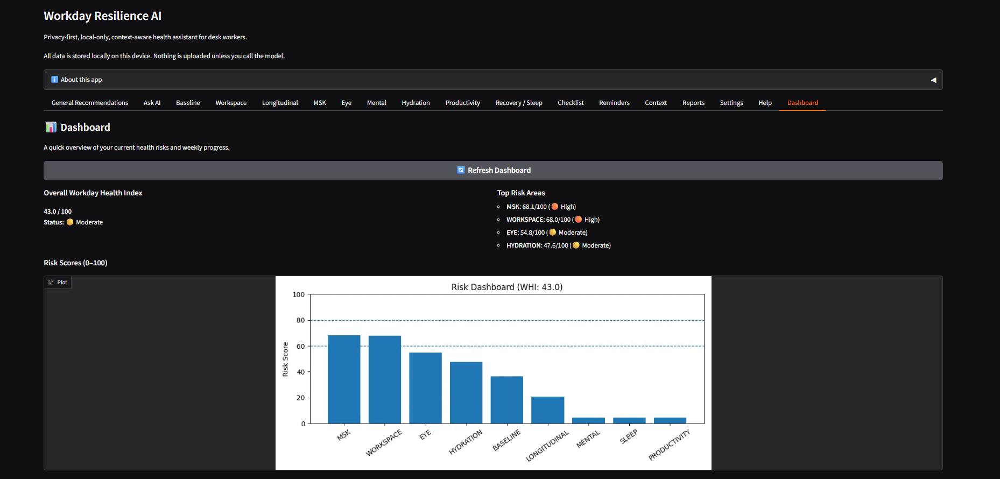 Workday Resilience AI
Privacy-first, local-only, context-aware health assistant for desk workers.
All data is stored locally on this device. Nothing is uploaded unless you call the model.
About this app
General Recommendations Ask AI Baseline Workspace Longitudinal MSK Eye Mental Hydration Productivity Recovery / Sleep Checklist Reminders Context Reports Settings Help Dashboard
Dashboard
A quick overview of your current health risks and weekly progress.
Refresh Dashboard
Overall Workday Health Index
43.0 / 100
Status: Moderate
Top Risk Areas
MSK: 68.1/100 ( High)
WORKSPACE: 68.0/100 ( High)
EYE: 54.8/100 ( Moderate)
HYDRATION: 47.6/100 ( Moderate)
Risk Scores (0–100)
Plot
Risk Dashboard (WHI: 43.0)
Risk Score
100
80
60
40
20
0
MSK WORKSPACE EYE HYDRATION BASELINE LONGITUDINAL MENTAL SLEEP PRODUCTIVITY